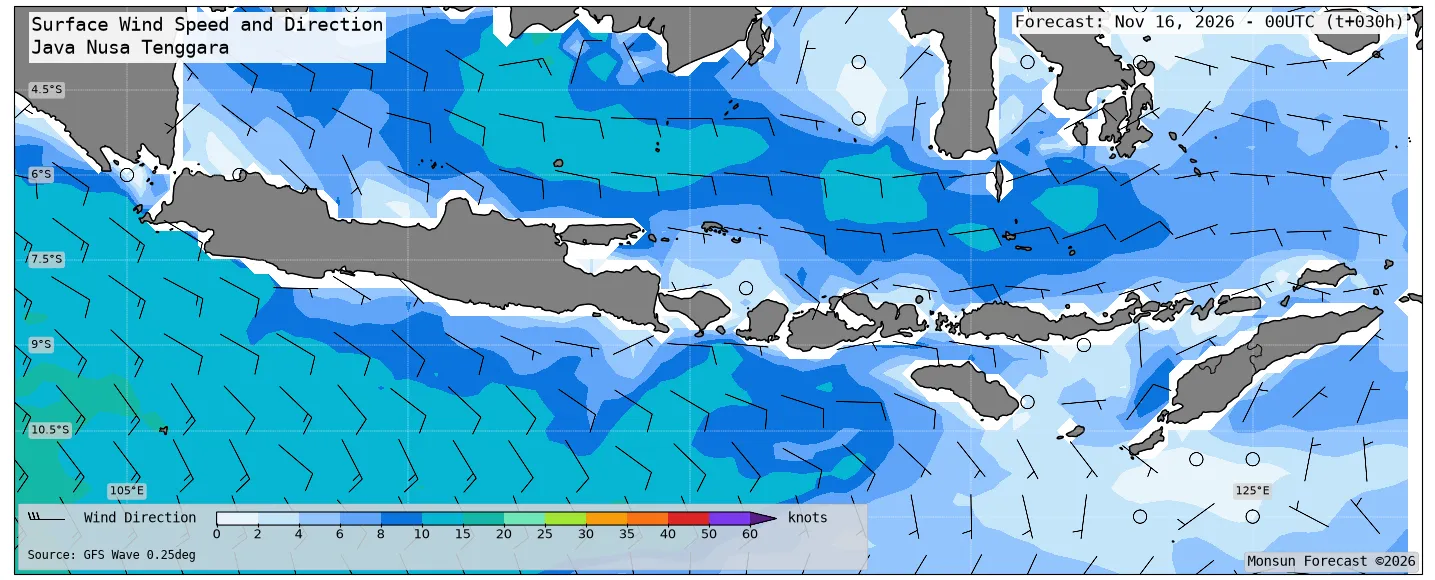 Surface Wind Speed and Direction
Java Nusa Tenggara
Forecast: Nov 16, 2026 - 00UTC (t+030h)
4.5°S
6°S
7.5°S
9°S
10.5°S
105°E
125°E
Wind Direction
knots
0 2 4 6 8 10 15 20 25 30 35 40 50 60
Source: GFS Wave 0.25deg
Monsun Forecast ©2026